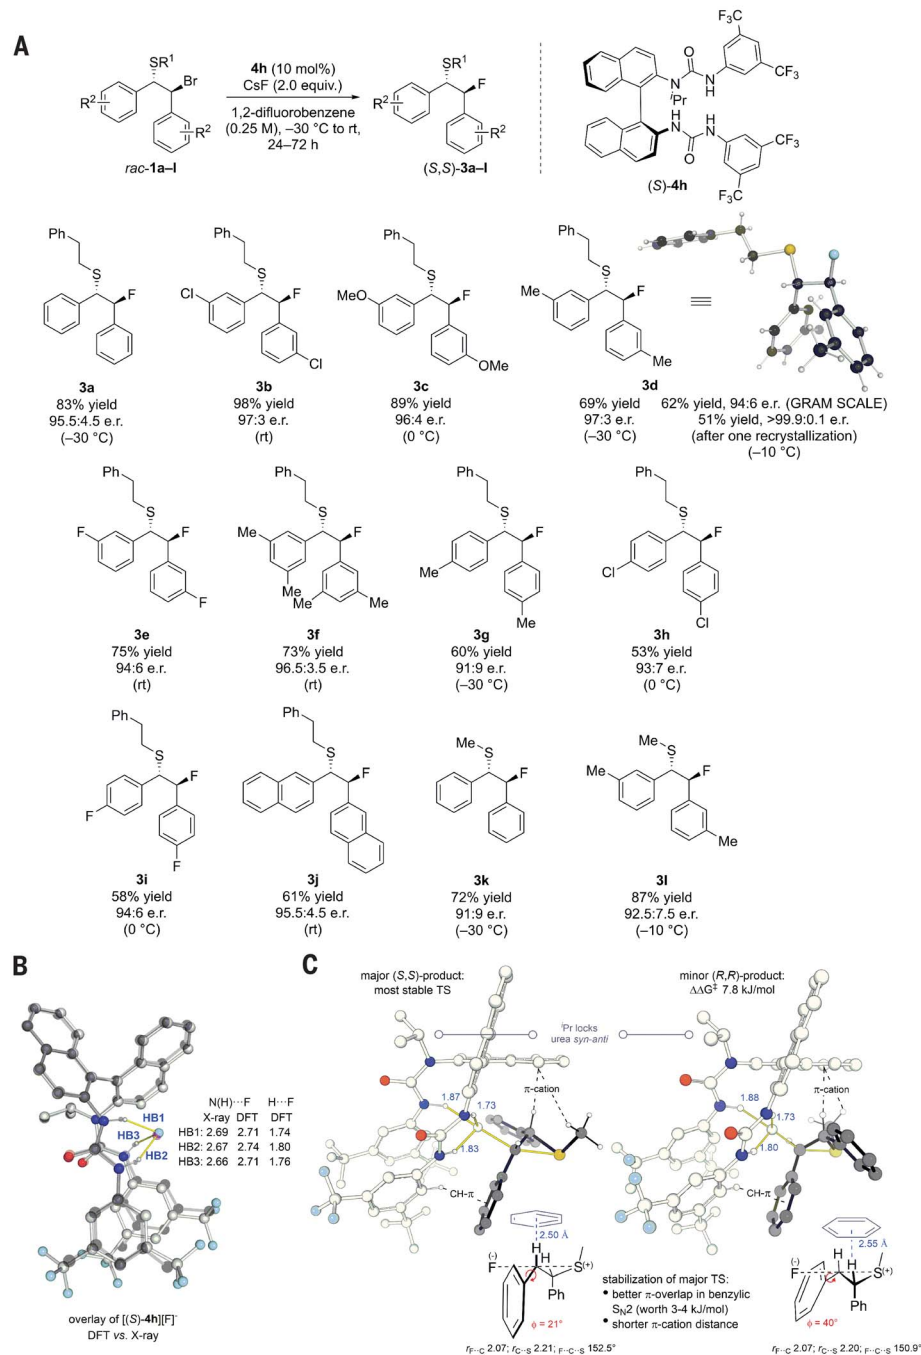 A
SR¹
Br
R²
R²
rac-1a–l
4h (10 mol%)
CsF (2.0 equiv.)
1,2-difluorobenzene
(0.25 M), –30 °C to rt,
24–72 h
SR¹
F
R²
R²
(S,S)-3a–l
F₃C
CF₃
O
N
N
H
iPr
H
N
H
N
O
CF₃
F₃C
(S)-4h
Ph
S
F
3a
83% yield
95.5:4.5 e.r.
(–30 °C)
Ph
S
Cl
F
Cl
3b
98% yield
97:3 e.r.
(rt)
Ph
S
MeO
F
OMe
3c
89% yield
96:4 e.r.
(0 °C)
Ph
S
Me
F
Me
3d
69% yield
97:3 e.r.
(–30 °C)
62% yield, 94:6 e.r. (GRAM SCALE)
51% yield, >99.9:0.1 e.r.
(after one recrystallization)
(–10 °C)
Ph
S
F
F
F
3e
75% yield
94:6 e.r.
(rt)
Ph
S
Me
F
Me
Me
Me
3f
73% yield
96.5:3.5 e.r.
(rt)
Ph
S
F
Me
Me
3g
60% yield
91:9 e.r.
(–30 °C)
Ph
S
F
Cl
Cl
3h
53% yield
93:7 e.r.
(0 °C)
Ph
S
F
F
F
3i
58% yield
94:6 e.r.
(0 °C)
Ph
S
F
3j
61% yield
95.5:4.5 e.r.
(rt)
Me
S
F
3k
72% yield
91:9 e.r.
(–30 °C)
Me
S
Me
F
Me
3l
87% yield
92.5:7.5 e.r.
(–10 °C)
B
HB1
HB3
HB2
N(H)···F H···F
X-ray DFT DFT
HB1: 2.69 2.71 1.74
HB2: 2.67 2.74 1.80
HB3: 2.66 2.71 1.76
overlay of [(S)-4h][F]⁻
DFT vs. X-ray
C
major (S,S)-product:
most stable TS
minor (R,R)-product:
ΔΔG‡ 7.8 kJ/mol
iPr locks
urea syn-anti
π-cation
1.87
1.73
1.83
CH-π
π-cation
1.88
1.73
1.80
CH-π
2.50 Å
(-)
F
H
H
S
(+)
Ph
ϕ = 21°
rF··C 2.07; rC··S 2.21; F··C··S 152.5°
stabilization of major TS:
• better π-overlap in benzylic
SN2 (worth 3-4 kJ/mol)
• shorter π-cation distance
2.55 Å
(-)
F
H
H
S
(+)
Ph
ϕ = 40°
rF··C 2.07; rC··S 2.20; F··C··S 150.9°